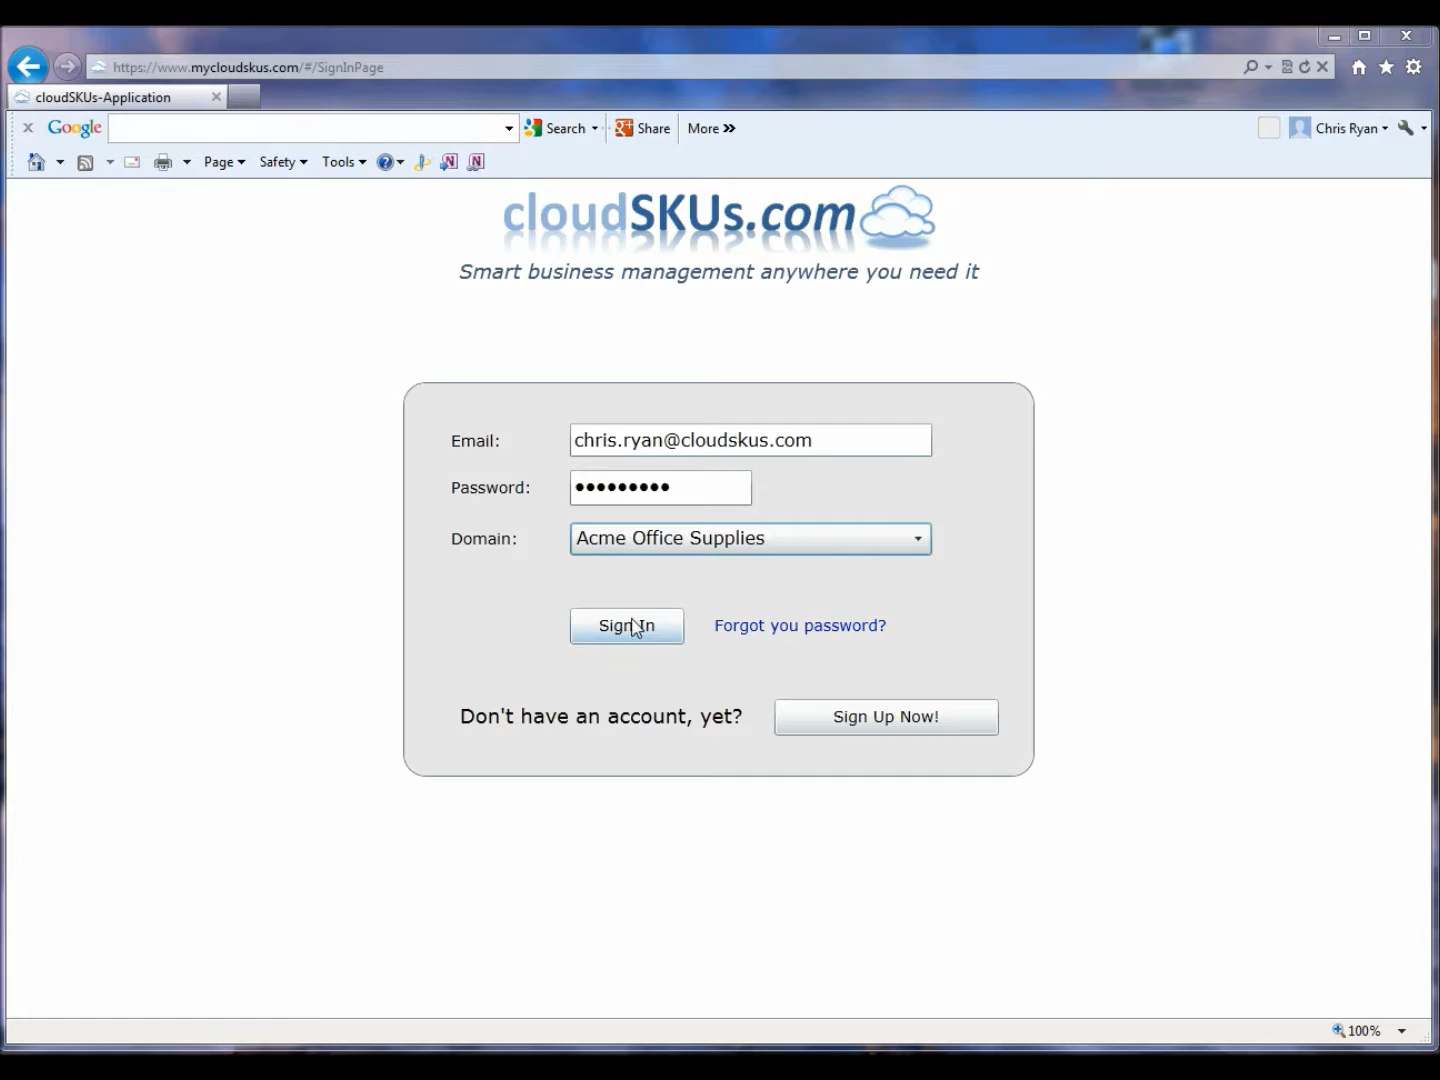 https://www.mycloudskus.com/#/SignInPage
cloudSKUs-Application
Google Search Share More » Chris Ryan
Page Safety Tools
cloudSKUs.com
Smart business management anywhere you need it
Email: chris.ryan@cloudskus.com
Password: •••••••••
Domain: Acme Office Supplies
Sign In Forgot you password?
Don't have an account, yet? Sign Up Now!
100%